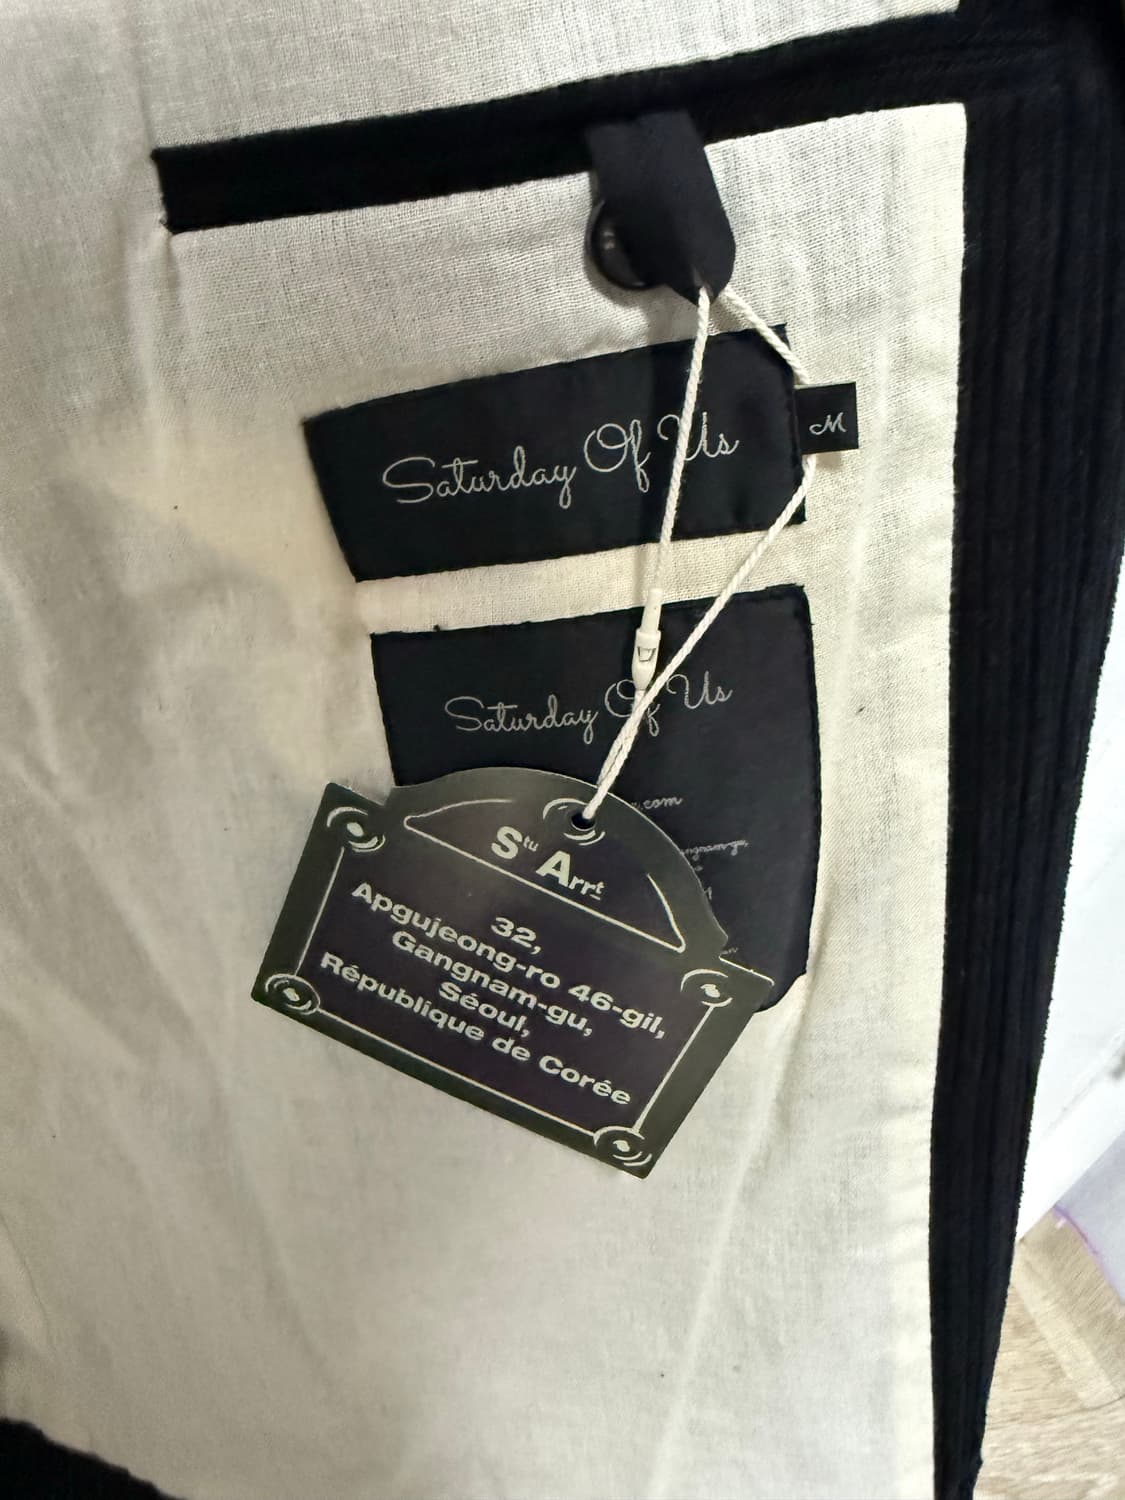 Saturday Of Us
M
Saturday Of Us
.com
Stu
Arrt
32,
Apgujeong-ro 46-gil,
Gangnam-gu,
Séoul,
République de Corée